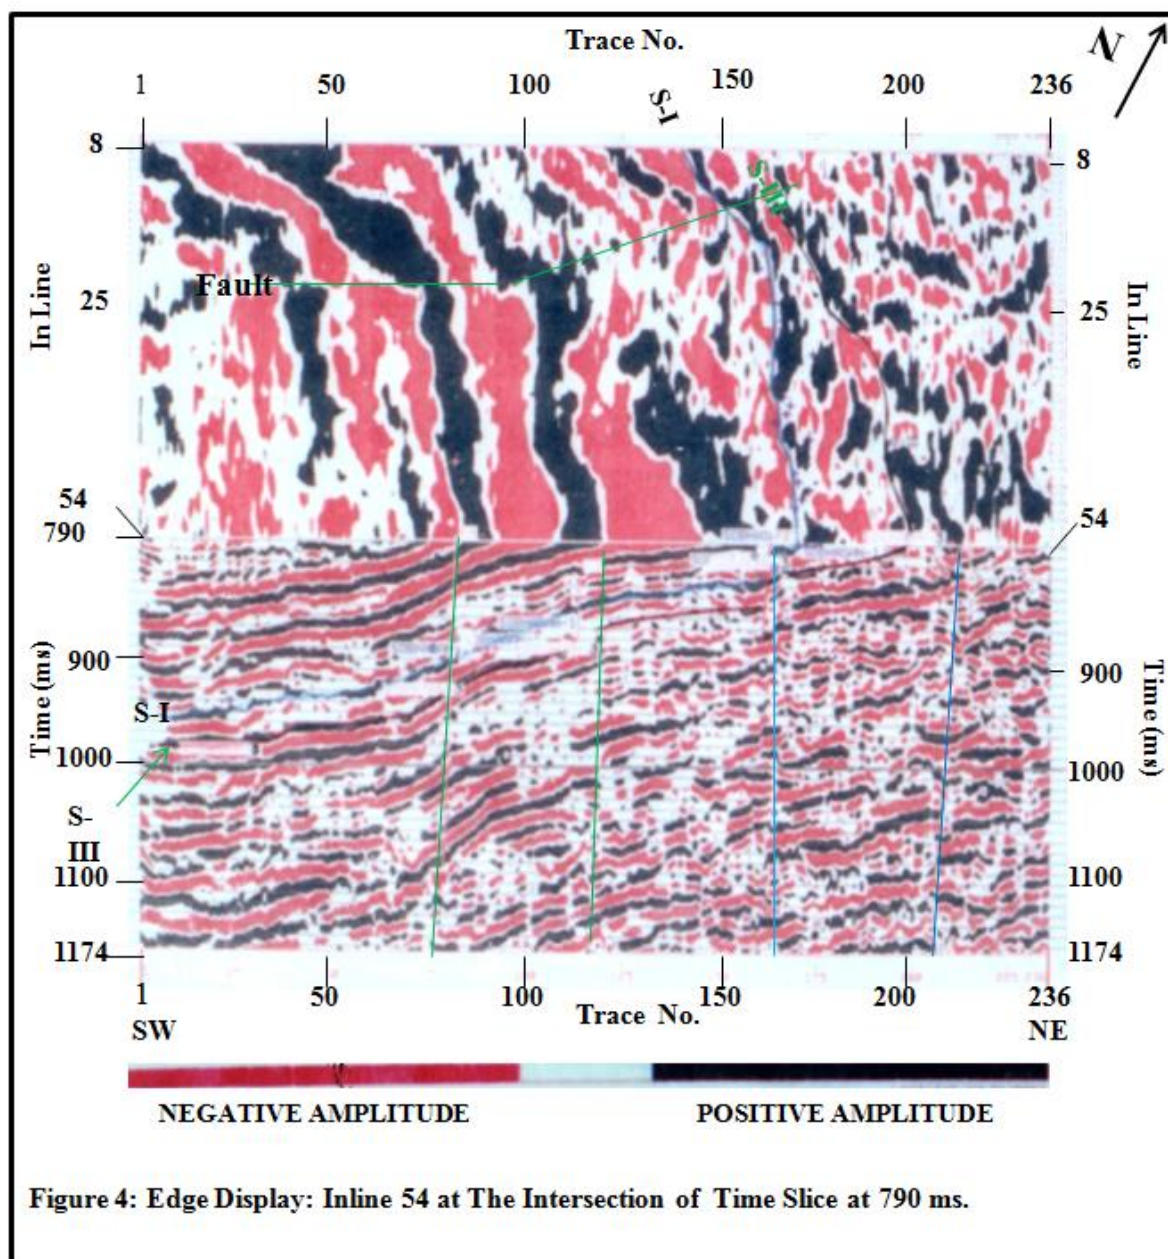 Trace No.
N
1 50 100 150 200 236
S-I
8 8
S-III
Fault
In Line 25 25 In Line
54 54
790
Time (ms) 900 900 Time (ms)
S-I
1000 1000
S-
III
1100 1100
1174 1174
1 50 100 150 200 236
Trace No.
SW NE
NEGATIVE AMPLITUDE POSITIVE AMPLITUDE
Figure 4: Edge Display: Inline 54 at The Intersection of Time Slice at 790 ms.